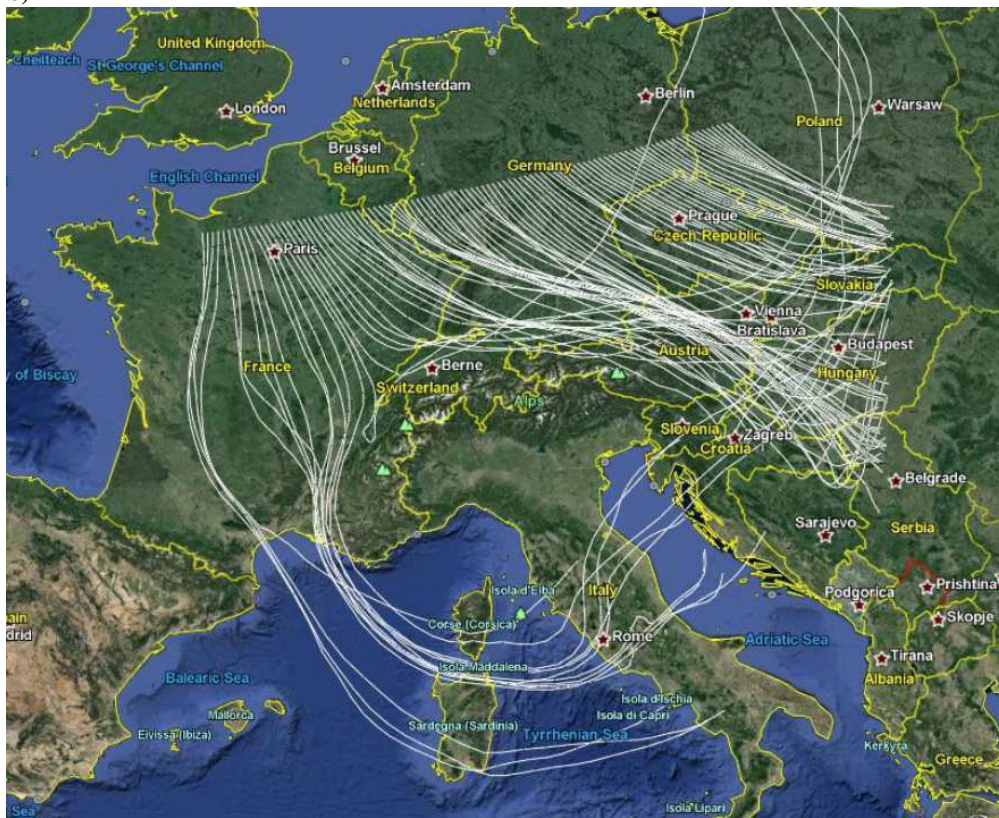 United Kingdom
Cheilteach
St George's Channel
Amsterdam
Netherlands
London
Berlin
Warsaw
Poland
Brussel
Belgium
Germany
English Channel
Prague
Czech Republic
Paris
Slovakia
Vienna
Bratislava
Budapest
Austria
Hungary
France
Berne
Switzerland
y of Biscay
Alps
Slovenia
Zagreb
Croatia
Belgrade
Sarajevo
Serbia
Isola d'Elba
Italy
Prishtina
Podgorica
Skopje
Corse (Corsica)
Rome
ain
drid
Adriatic Sea
Tirana
Isola Maddalena
Albania
Balearic Sea
Isola d'Ischia
Mallorca
Isola di Capri
Sardegna (Sardinia)
Eivissa (Ibiza)
Tyrrhenian Sea
Kerkyra
Greece
Isola Lipari
Sea